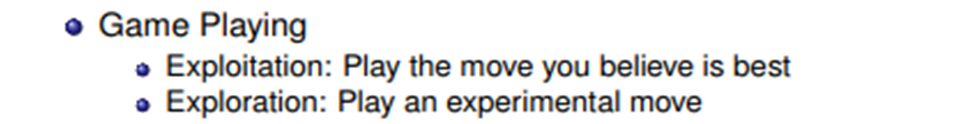 Game Playing
Exploitation: Play the move you believe is best
Exploration: Play an experimental move